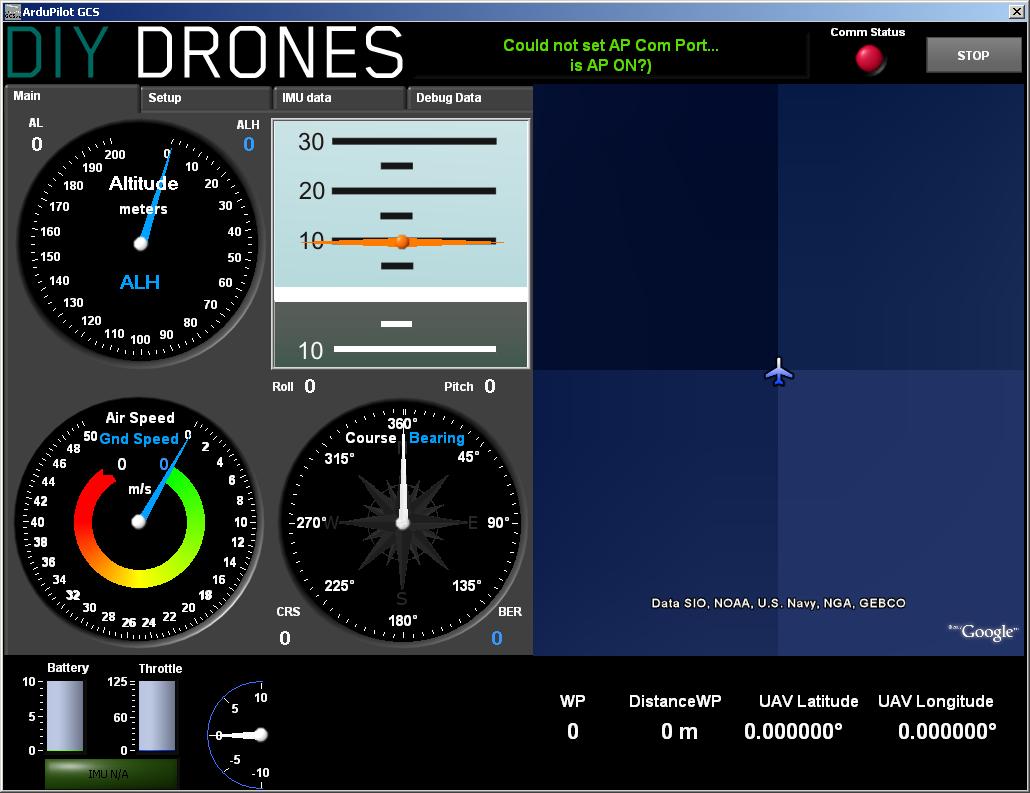 ArduPilot GCS
DIY DRONES
Could not set AP Com Port...
is AP ON?)
Comm Status
STOP
Main
Setup
IMU data
Debug Data
AL
0
ALH
0
200
0
190
10
180
20
170
30
160
40
150
50
140
60
130
70
120
80
110
100
90
Altitude
meters
ALH
30
20
10
10
Roll 0
Pitch 0
Air Speed
Gnd Speed
0
0
m/s
50
0
48
2
46
4
44
6
42
8
40
10
38
12
36
14
34
16
32
18
30
20
28
26
24
22
360°
Course
Bearing
315°
45°
270°
W
E
90°
225°
135°
S
180°
CRS
0
BER
0
Data SIO, NOAA, U.S. Navy, NGA, GEBCO
Google
Battery
10
5
0
Throttle
125
60
0
IMU N/A
10
5
0
-5
-10
WP
0
DistanceWP
0 m
UAV Latitude
0.000000°
UAV Longitude
0.000000°